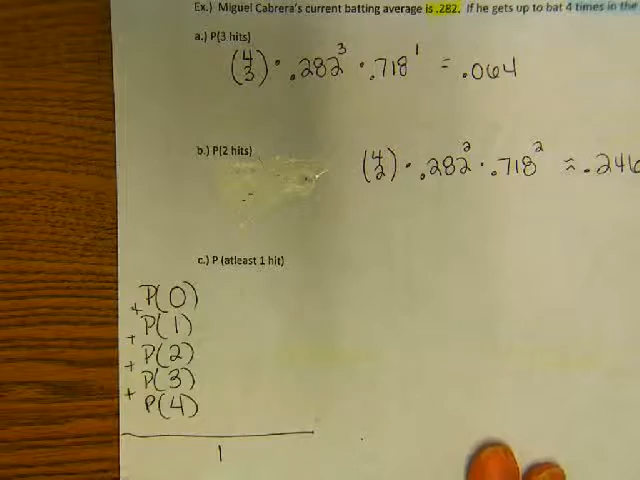 Ex.) Miguel Cabrera's current batting average is .282. If he gets up to bat 4 times in the
a.) P(3 hits)
(4 3) · .282³ · .718¹ = .064
b.) P(2 hits)
(4 2) · .282² · .718² ≈ .246
c.) P (atleast 1 hit)
P(0)
+ P(1)
+ P(2)
+ P(3)
+ P(4)
1